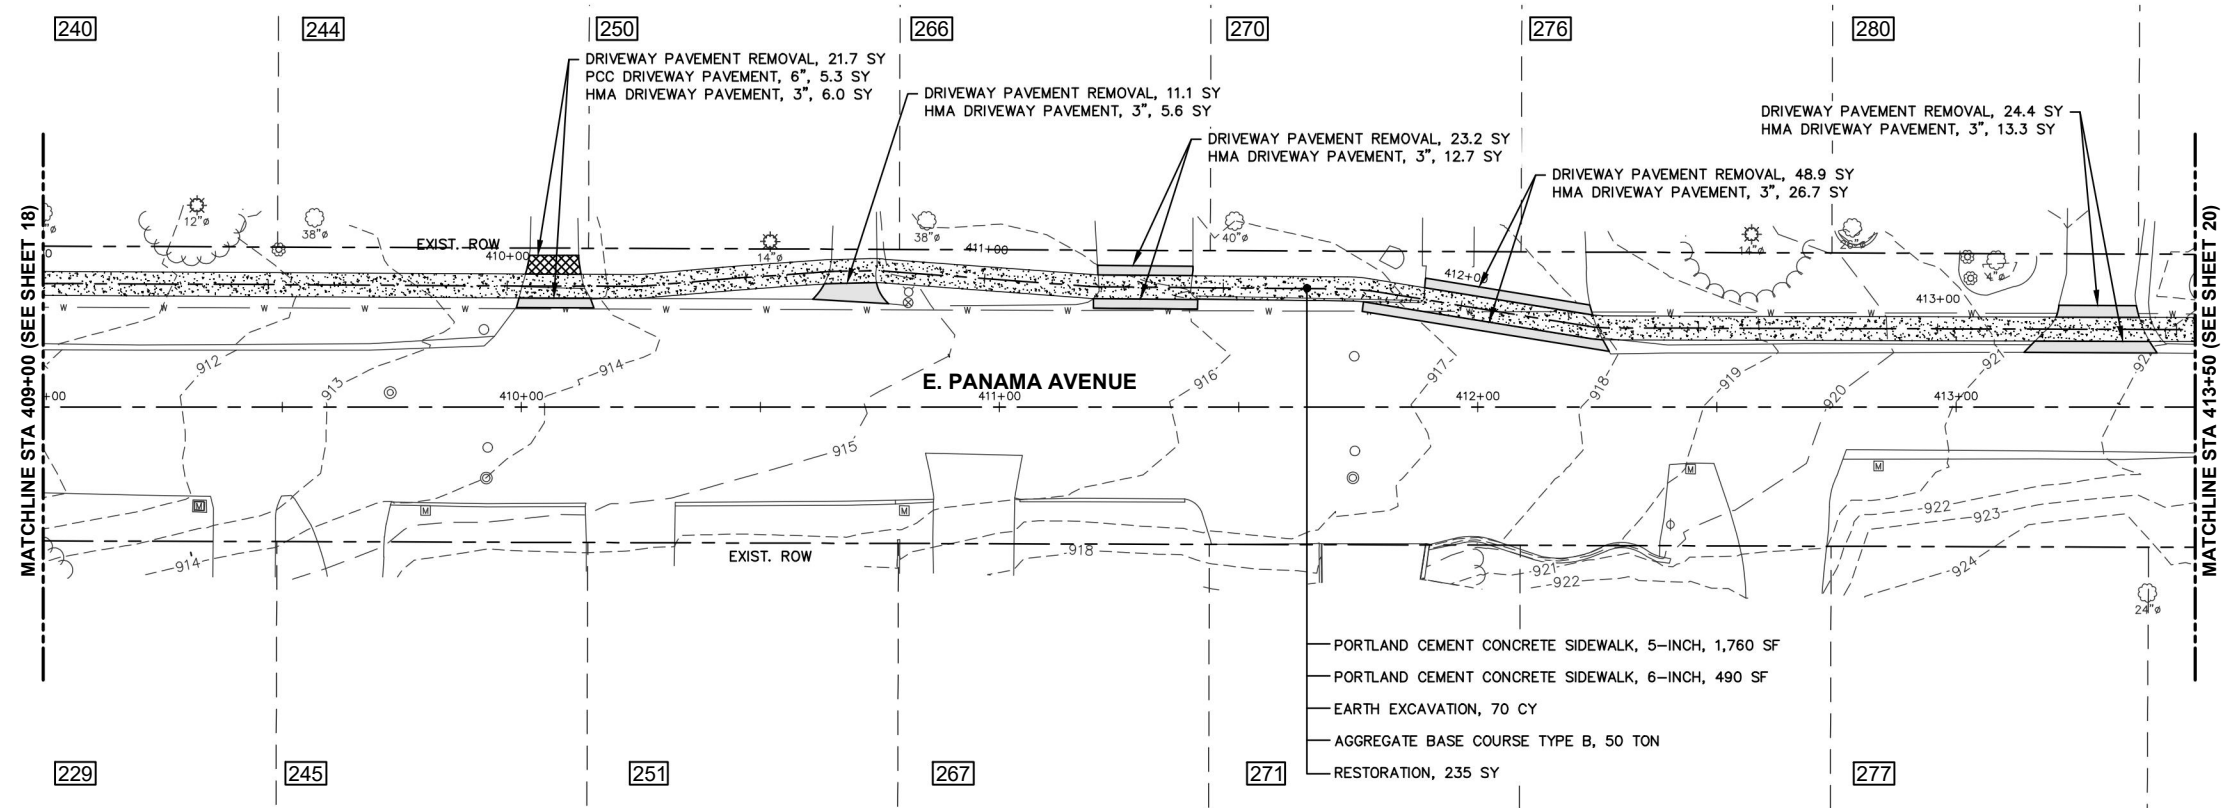 240
244
250
266
270
276
280
DRIVEWAY PAVEMENT REMOVAL, 21.7 SY
PCC DRIVEWAY PAVEMENT, 6", 5.3 SY
HMA DRIVEWAY PAVEMENT, 3", 6.0 SY
DRIVEWAY PAVEMENT REMOVAL, 11.1 SY
HMA DRIVEWAY PAVEMENT, 3", 5.6 SY
DRIVEWAY PAVEMENT REMOVAL, 23.2 SY
HMA DRIVEWAY PAVEMENT, 3", 12.7 SY
DRIVEWAY PAVEMENT REMOVAL, 48.9 SY
HMA DRIVEWAY PAVEMENT, 3", 26.7 SY
DRIVEWAY PAVEMENT REMOVAL, 24.4 SY
HMA DRIVEWAY PAVEMENT, 3", 13.3 SY
MATCHLINE STA 409+00 (SEE SHEET 18)
12"ø
38"ø
EXIST. ROW
410+00
14"ø
38"ø
411+00
40"ø
412+00
14"ø
26"ø
4"ø
413+00
W W W W W W W W W W W W W W W W W
912
913
914
915
916
917
918
919
920
921
922
E. PANAMA AVENUE
+00
410+00
411+00
412+00
413+00
M
M
M
M
M
914
EXIST. ROW
918
921
922
922
923
924
24"ø
MATCHLINE STA 413+50 (SEE SHEET 20)
PORTLAND CEMENT CONCRETE SIDEWALK, 5-INCH, 1,760 SF
PORTLAND CEMENT CONCRETE SIDEWALK, 6-INCH, 490 SF
EARTH EXCAVATION, 70 CY
AGGREGATE BASE COURSE TYPE B, 50 TON
RESTORATION, 235 SY
229
245
251
267
271
277